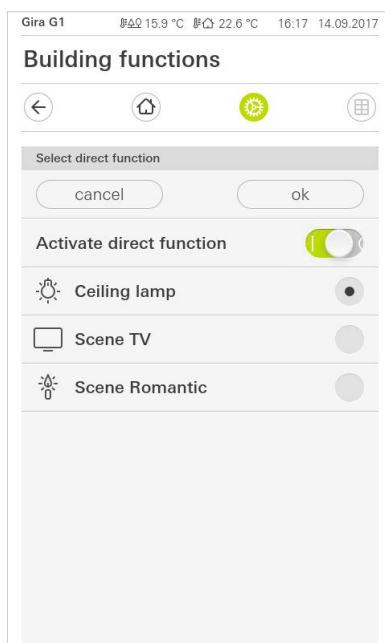 Gira G1 15.9 °C 22.6 °C 16:17 14.09.2017
Building functions
Select direct function
cancel ok
Activate direct function
Ceiling lamp
Scene TV
Scene Romantic